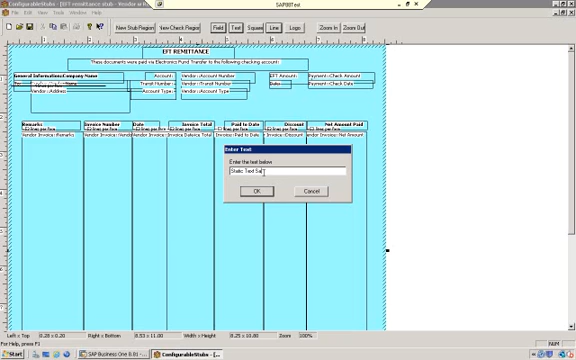 ConfigurableStubs - [EFT remittance stub - Vendor
SAPB0Test
File Edit View Tools Window Help
New Stub Region New Check Region Field Text Square Line Logo Zoom In Zoom Out
EFT REMITTANCE
These documents were paid via Electronics Fund Transfer to the following checking account:
General Information::Company Name
Account: Vendor::Account Number EFT Amount: Payment::Check Amount
Transit Number: Vendor::Transit Number Date: Payment::Check Date
Vendor::Address Account Type: Vendor::Account Type
Remarks Invoice Number Date Invoice Total Paid to Date Discount Net Amount Paid
Enter Text
Enter the text below
Static Text Sa
OK Cancel
Left x Top 0.28 x 0.20 Right x Bottom 8.53 x 11.00 Width x Height 8.25 x 10.80 Zoom 100%
For Help, press F1 NUM
Start SAP Business One 8.81 - ConfigurableStubs - [...